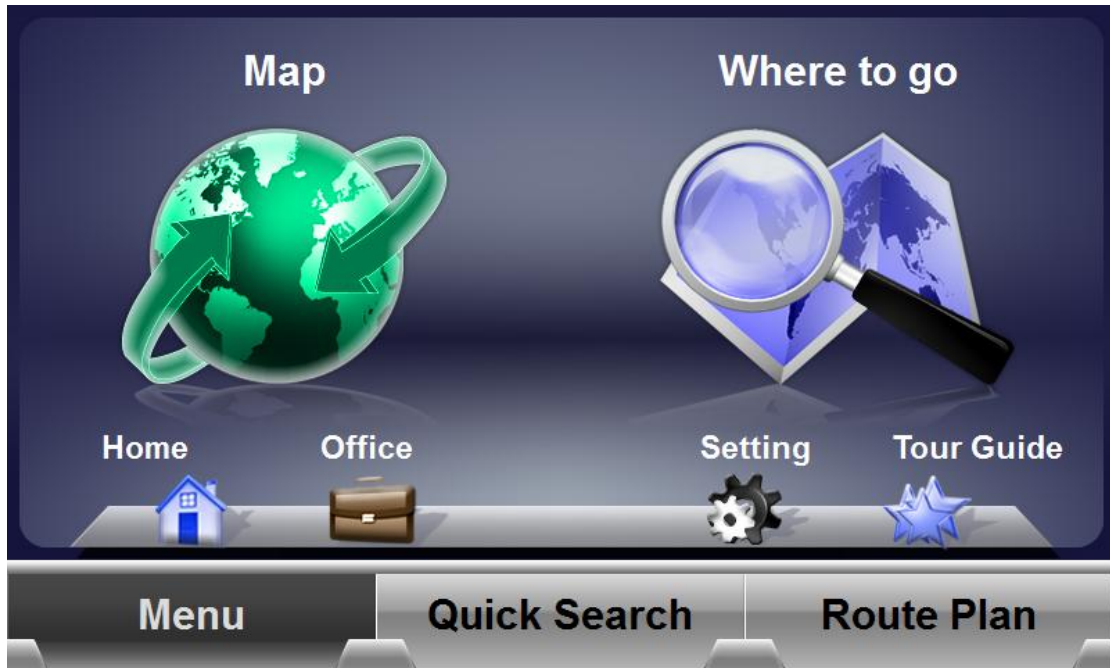 Map
Where to go
Home
Office
Setting
Tour Guide
Menu
Quick Search
Route Plan